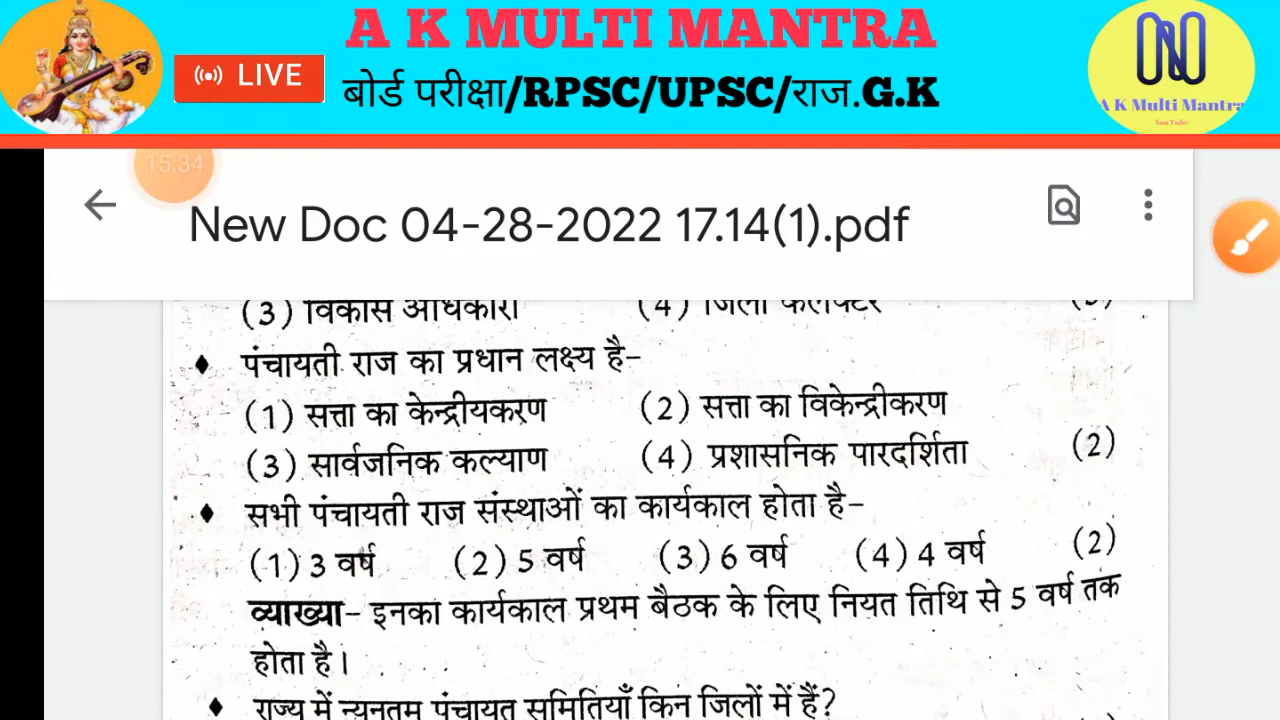 A K MULTI MANTRA
LIVE
बोर्ड परीक्षा/RPSC/UPSC/राज.G.K
A K Multi Mantra
YouTube
15:34
New Doc 04-28-2022 17.14(1).pdf
(3) विकास अधिकारी (4) जिला कलेक्टर (3)
♦ पंचायती राज का प्रधान लक्ष्य है–
(1) सत्ता का केन्द्रीयकरण (2) सत्ता का विकेन्द्रीकरण
(3) सार्वजनिक कल्याण (4) प्रशासनिक पारदर्शिता (2)
♦ सभी पंचायती राज संस्थाओं का कार्यकाल होता है–
(1) 3 वर्ष (2) 5 वर्ष (3) 6 वर्ष (4) 4 वर्ष (2)
व्याख्या– इनका कार्यकाल प्रथम बैठक के लिए नियत तिथि से 5 वर्ष तक
होता है।
♦ राज्य में न्यूनतम पंचायत समितियाँ किन जिलों में हैं?